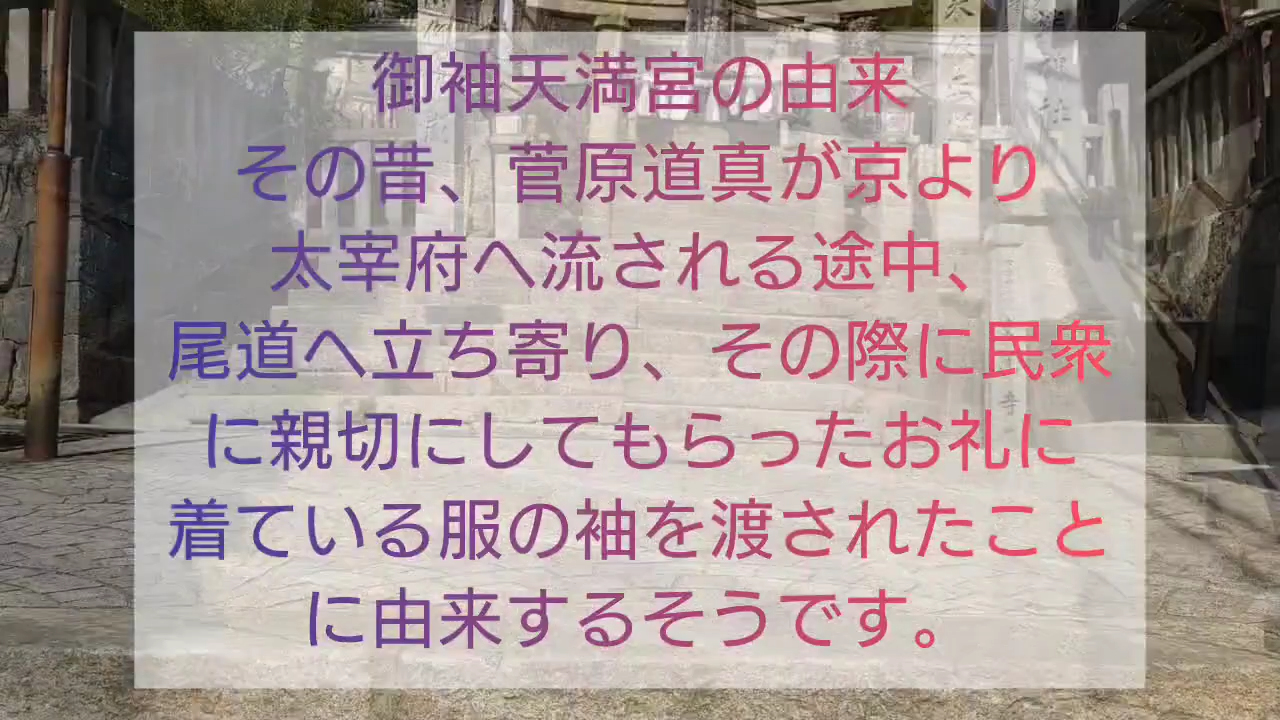 御袖天満宮の由来
その昔、菅原道真が京より
太宰府へ流される途中、
尾道へ立ち寄り、その際に民衆
に親切にしてもらったお礼に
着ている服の袖を渡されたこと
に由来するそうです。